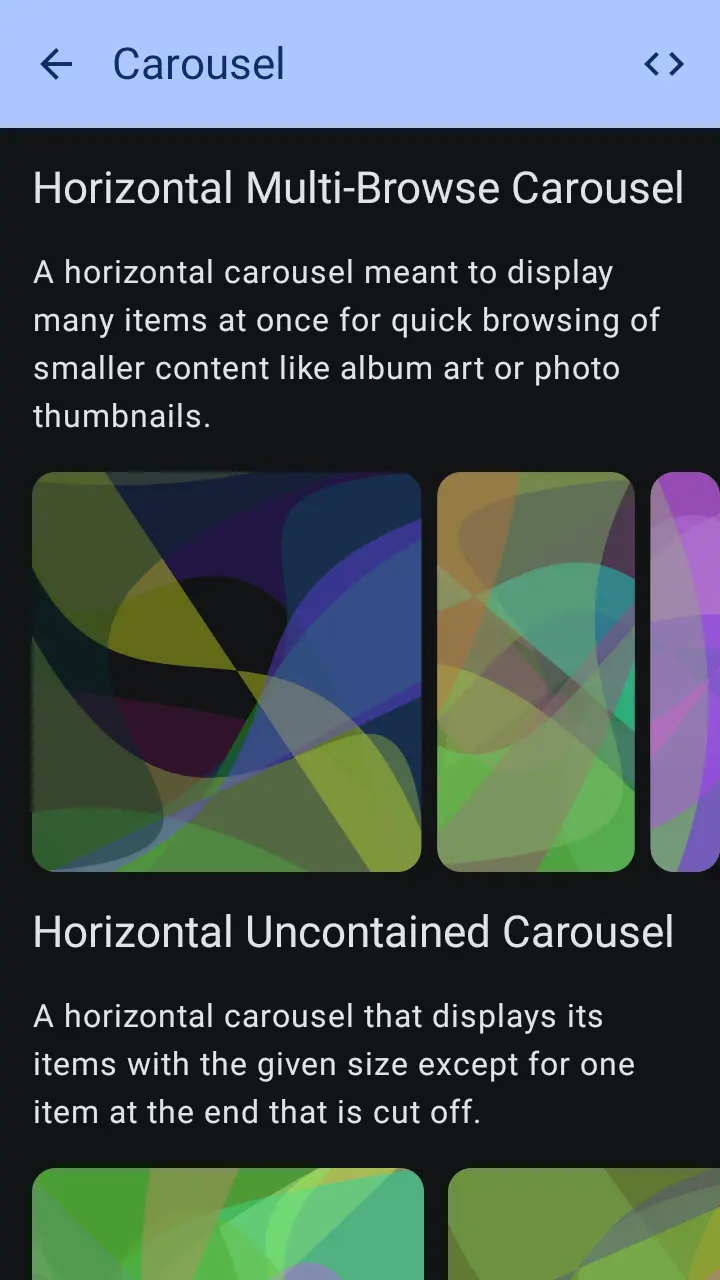 Carousel
Horizontal Multi-Browse Carousel
A horizontal carousel meant to display
many items at once for quick browsing of
smaller content like album art or photo
thumbnails.
Horizontal Uncontained Carousel
A horizontal carousel that displays its
items with the given size except for one
item at the end that is cut off.